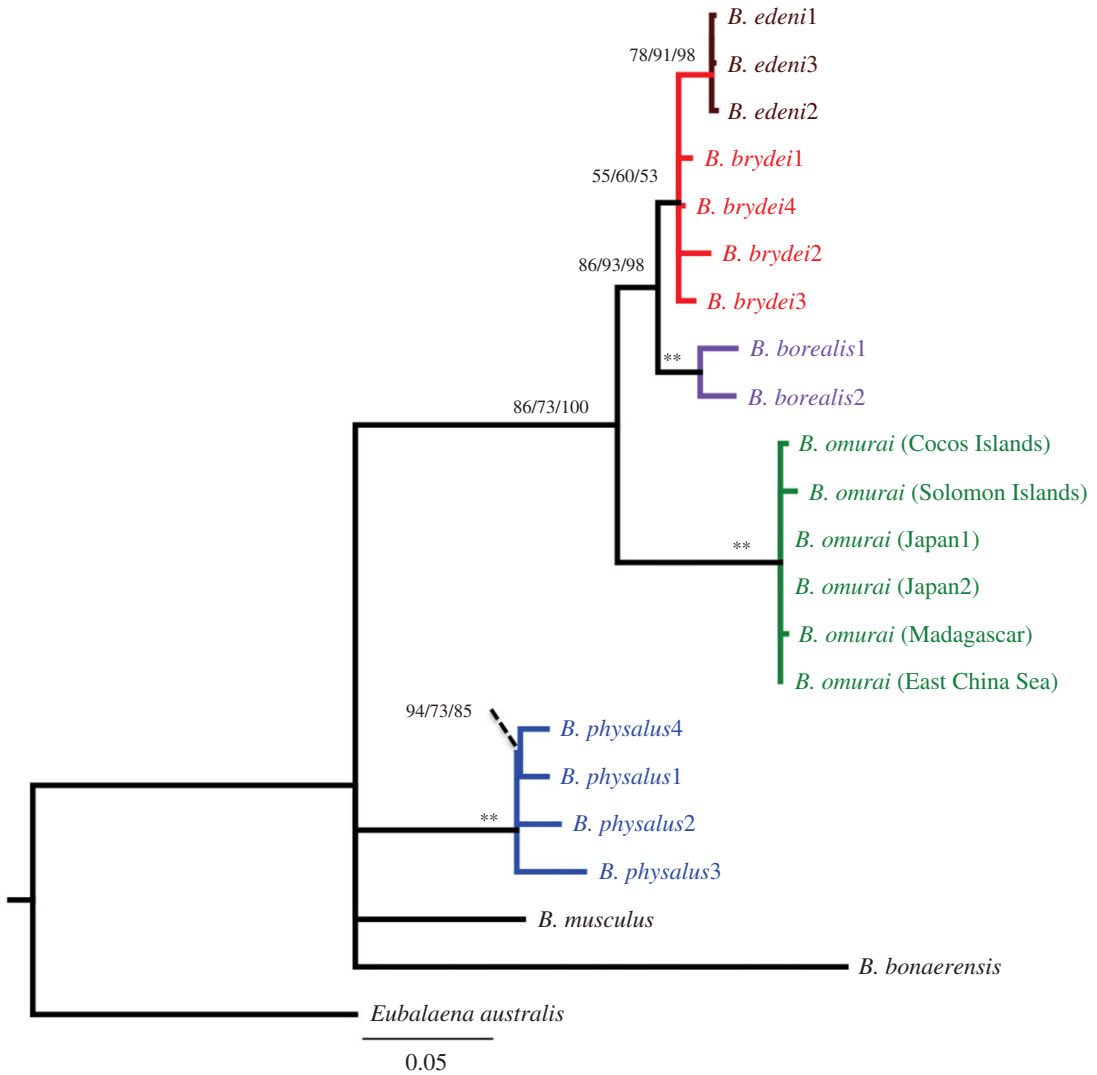 B. edeni1
78/91/98
B. edeni3
B. edeni2
B. brydei1
55/60/53
B. brydei4
B. brydei2
86/93/98
B. brydei3
B. borealis1
**
B. borealis2
86/73/100
B. omurai (Cocos Islands)
B. omurai (Solomon Islands)
B. omurai (Japan1)
**
B. omurai (Japan2)
B. omurai (Madagascar)
B. omurai (East China Sea)
94/73/85
B. physalus4
B. physalus1
**
B. physalus2
B. physalus3
B. musculus
B. bonaerensis
Eubalaena australis
0.05